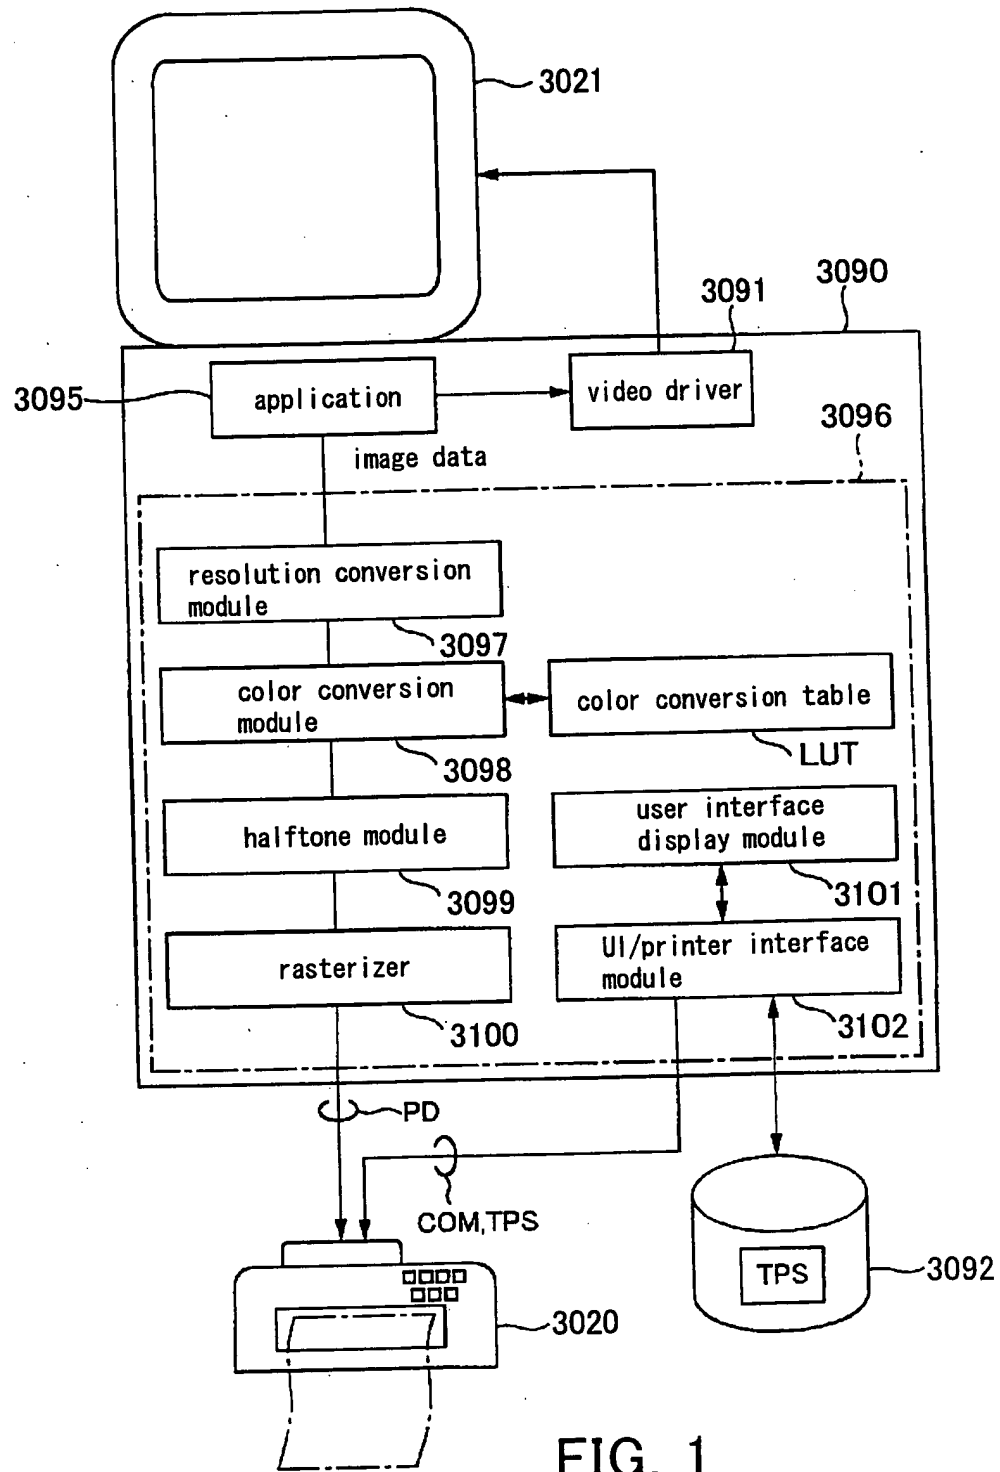 3021
3090
3091
3095
application
video driver
3096
image data
resolution conversion
module
3097
color conversion
module
color conversion table
3098
LUT
halftone module
user interface
display module
3099
3101
rasterizer
UI/printer interface
module
3100
3102
PD
COM,TPS
TPS
3092
3020
FIG. 1